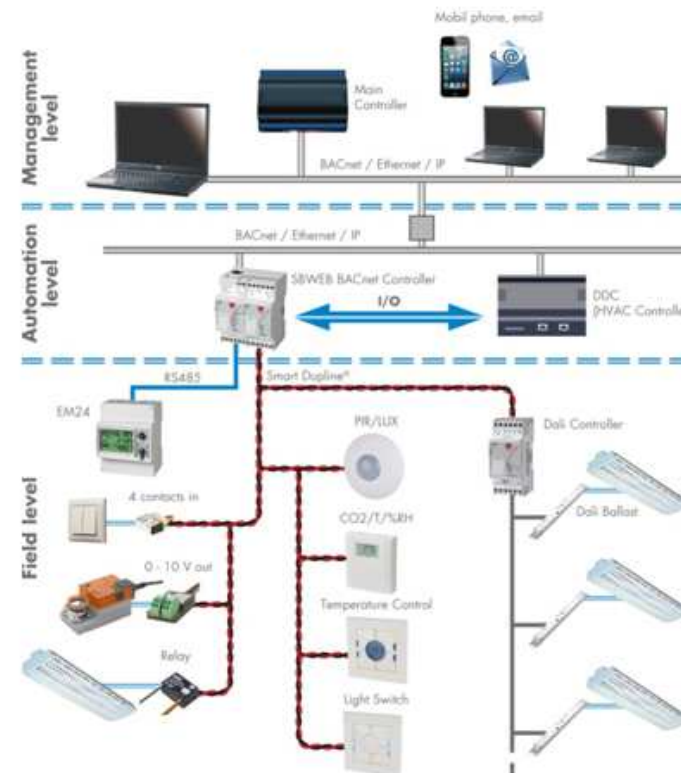 Management
level
Mobil phone, email
Main
Controller
BACnet / Ethernet / IP
Automation
level
BACnet / Ethernet / IP
SBWEB BACnet Controller
I/O
DDC
(HVAC Controller
Field level
RS485
Smart Dupline®
EM24
PIR/LUX
Dali Controller
4 contacts in
Dali Ballast
CO2/T/%RH
0 - 10 V out
Temperature Control
Relay
Light Switch